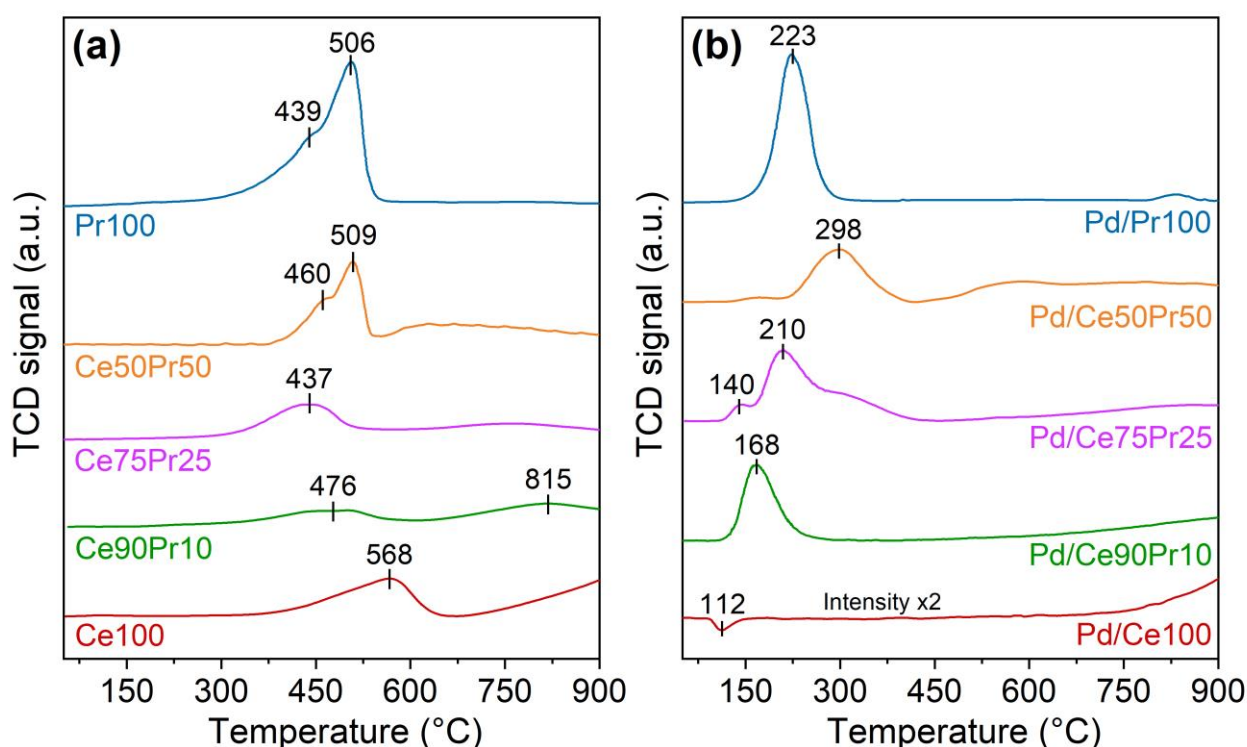 (a)
506
439
Pr100
509
460
Ce50Pr50
437
Ce75Pr25
476
815
Ce90Pr10
568
Ce100
150 300 450 600 750 900
Temperature (°C)
TCD signal (a.u.)
(b)
223
Pd/Pr100
298
Pd/Ce50Pr50
210
140
Pd/Ce75Pr25
168
Pd/Ce90Pr10
112
Intensity x2
Pd/Ce100
150 300 450 600 750 900
Temperature (°C)
TCD signal (a.u.)